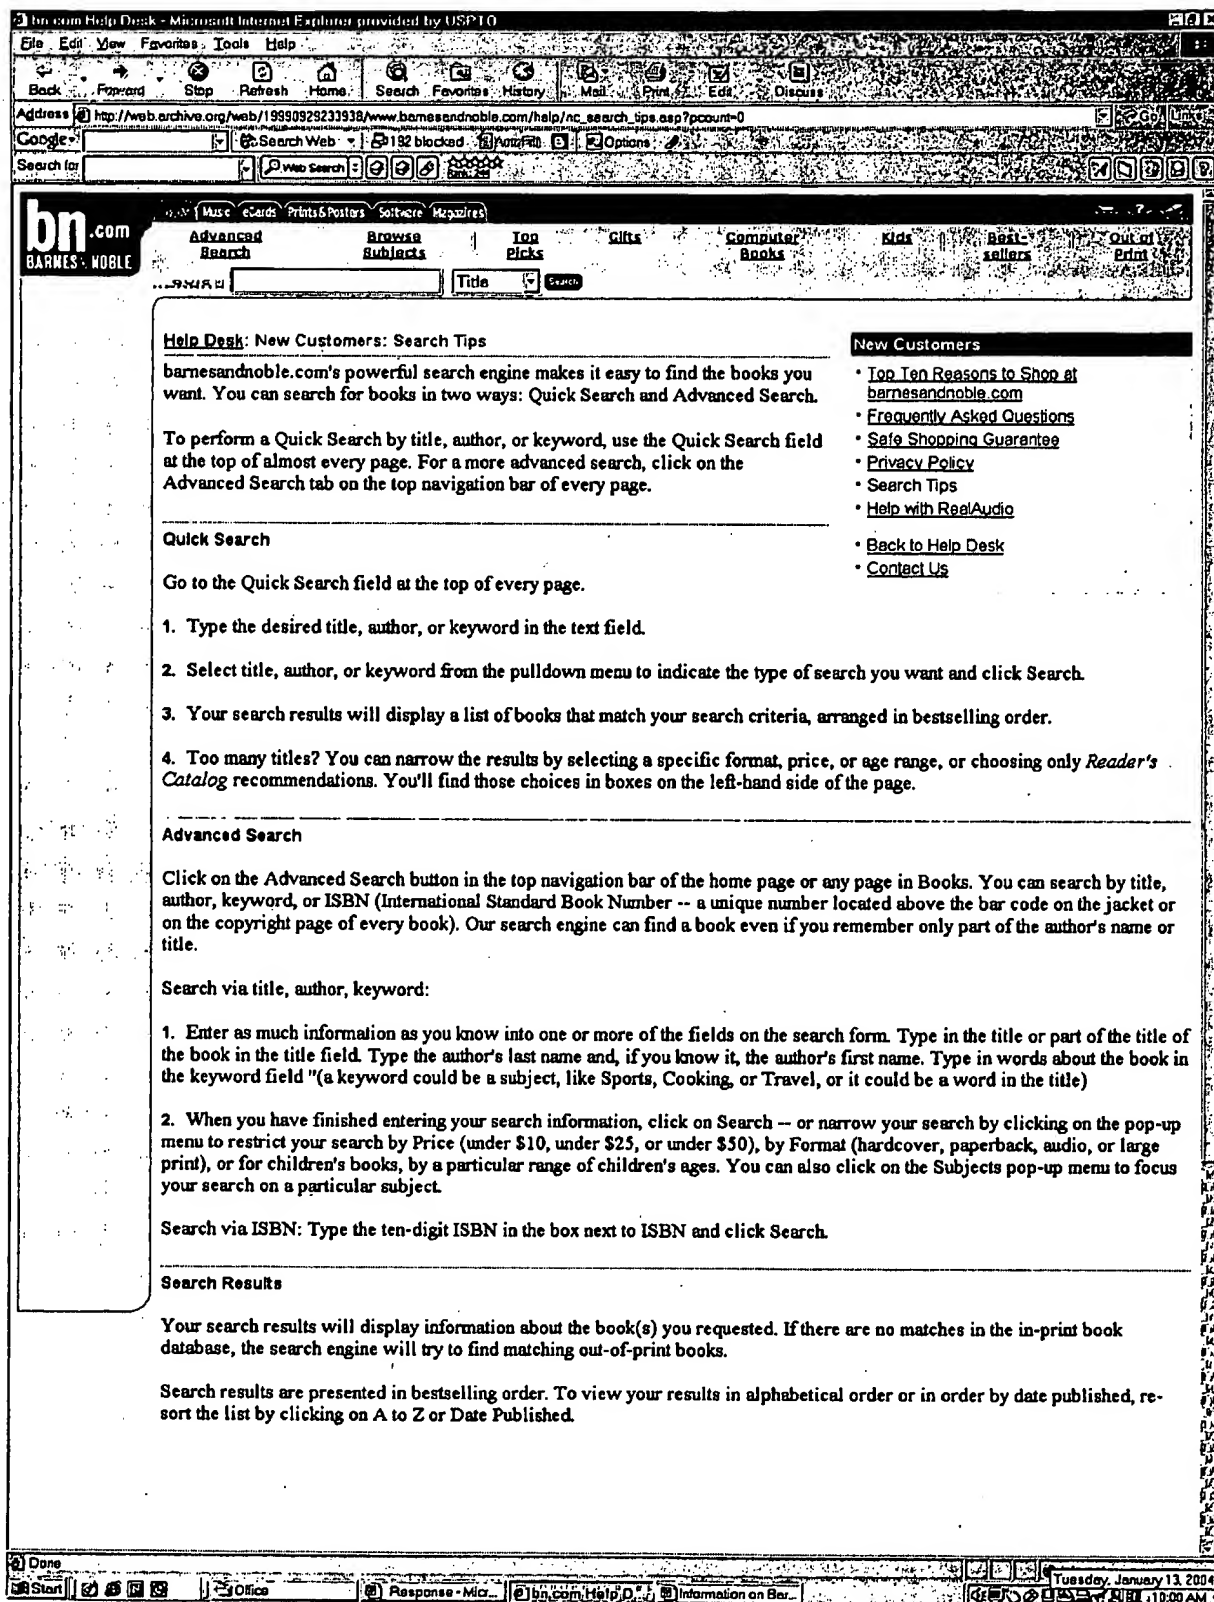 bn.com Help Desk - Microsoft Internet Explorer provided by USPTO
File Edit View Favorites Tools Help
Back Forward Stop Refresh Home Search Favorites History Mail Print Edit Discuss
Address http://web.archive.org/web/19990929233938/www.barnesandnoble.com/help/nc_search_tips.asp?pcount=0 Go Links
Google Search Web 192 blocked AutoFill Options
Search for Web Search
bn.com
BARNES & NOBLE
Music eCards Prints & Posters Software Magazines
Advanced Search Browse Subjects Top Picks Gifts Computer Books Kids Best-sellers Out of Print
Title Search
Help Desk: New Customers: Search Tips
barnesandnoble.com's powerful search engine makes it easy to find the books you
want. You can search for books in two ways: Quick Search and Advanced Search.
To perform a Quick Search by title, author, or keyword, use the Quick Search field
at the top of almost every page. For a more advanced search, click on the
Advanced Search tab on the top navigation bar of every page.
New Customers
• Top Ten Reasons to Shop at
barnesandnoble.com
• Frequently Asked Questions
• Safe Shopping Guarantee
• Privacy Policy
• Search Tips
• Help with RealAudio
• Back to Help Desk
• Contact Us
Quick Search
Go to the Quick Search field at the top of every page.
1. Type the desired title, author, or keyword in the text field.
2. Select title, author, or keyword from the pulldown menu to indicate the type of search you want and click Search.
3. Your search results will display a list of books that match your search criteria, arranged in bestselling order.
4. Too many titles? You can narrow the results by selecting a specific format, price, or age range, or choosing only Reader's
Catalog recommendations. You'll find those choices in boxes on the left-hand side of the page.
Advanced Search
Click on the Advanced Search button in the top navigation bar of the home page or any page in Books. You can search by title,
author, keyword, or ISBN (International Standard Book Number -- a unique number located above the bar code on the jacket or
on the copyright page of every book). Our search engine can find a book even if you remember only part of the author's name or
title.
Search via title, author, keyword:
1. Enter as much information as you know into one or more of the fields on the search form. Type in the title or part of the title of
the book in the title field. Type the author's last name and, if you know it, the author's first name. Type in words about the book in
the keyword field "(a keyword could be a subject, like Sports, Cooking, or Travel, or it could be a word in the title)
2. When you have finished entering your search information, click on Search -- or narrow your search by clicking on the pop-up
menu to restrict your search by Price (under $10, under $25, or under $50), by Format (hardcover, paperback, audio, or large
print), or for children's books, by a particular range of children's ages. You can also click on the Subjects pop-up menu to focus
your search on a particular subject.
Search via ISBN: Type the ten-digit ISBN in the box next to ISBN and click Search.
Search Results
Your search results will display information about the book(s) you requested. If there are no matches in the in-print book
database, the search engine will try to find matching out-of-print books.
Search results are presented in bestselling order. To view your results in alphabetical order or in order by date published, re-
sort the list by clicking on A to Z or Date Published.
Done
Start Office Response - Micr... bn.com Help D... Information on Bar... Tuesday, January 13, 2004
10:00 AM